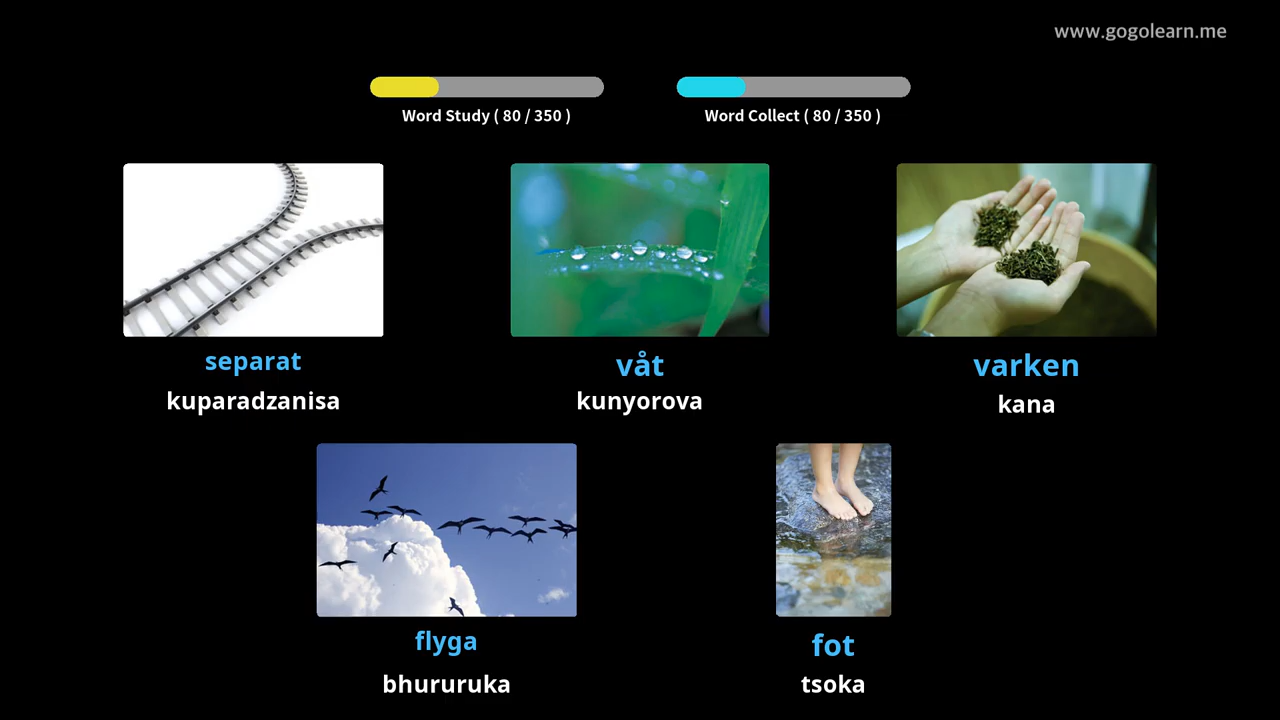 www.gogolearn.me
Word Study ( 80 / 350 )
Word Collect ( 80 / 350 )
separat
kuparadzanisa
våt
kunyorova
varken
kana
flyga
bhururuka
fot
tsoka